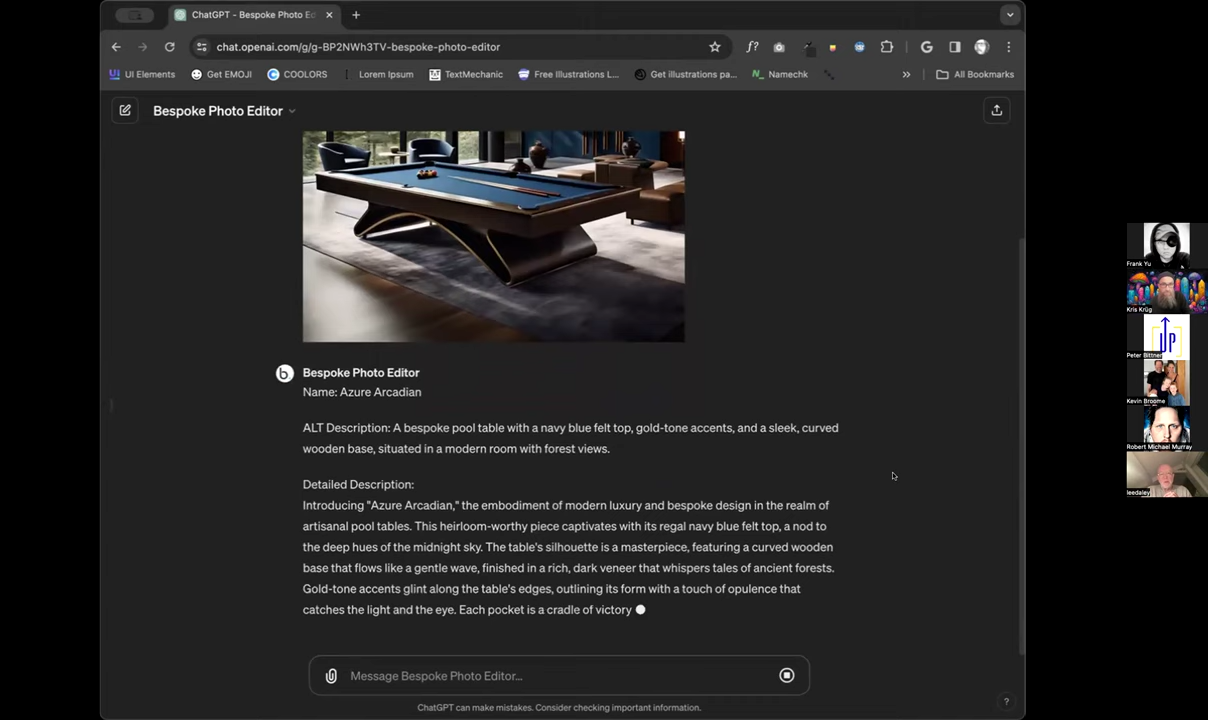 ChatGPT - Bespoke Photo Ed
chat.openai.com/g/g-BP2NWh3TV-bespoke-photo-editor
UI Elements
Get EMOJI
COOLORS
Lorem Ipsum
TextMechanic
Free Illustrations L...
Get illustrations pa...
Namechk
All Bookmarks
Bespoke Photo Editor
Bespoke Photo Editor
Name: Azure Arcadian
ALT Description: A bespoke pool table with a navy blue felt top, gold-tone accents, and a sleek, curved
wooden base, situated in a modern room with forest views.
Detailed Description:
Introducing "Azure Arcadian," the embodiment of modern luxury and bespoke design in the realm of
artisanal pool tables. This heirloom-worthy piece captivates with its regal navy blue felt top, a nod to
the deep hues of the midnight sky. The table's silhouette is a masterpiece, featuring a curved wooden
base that flows like a gentle wave, finished in a rich, dark veneer that whispers tales of ancient forests.
Gold-tone accents glint along the table's edges, outlining its form with a touch of opulence that
catches the light and the eye. Each pocket is a cradle of victory
Message Bespoke Photo Editor...
ChatGPT can make mistakes. Consider checking important information.
?
Frank Yu
Kris Krüg
UP
Peter Bittner
Kevin Broome
Robert Michael Murray
leedaley